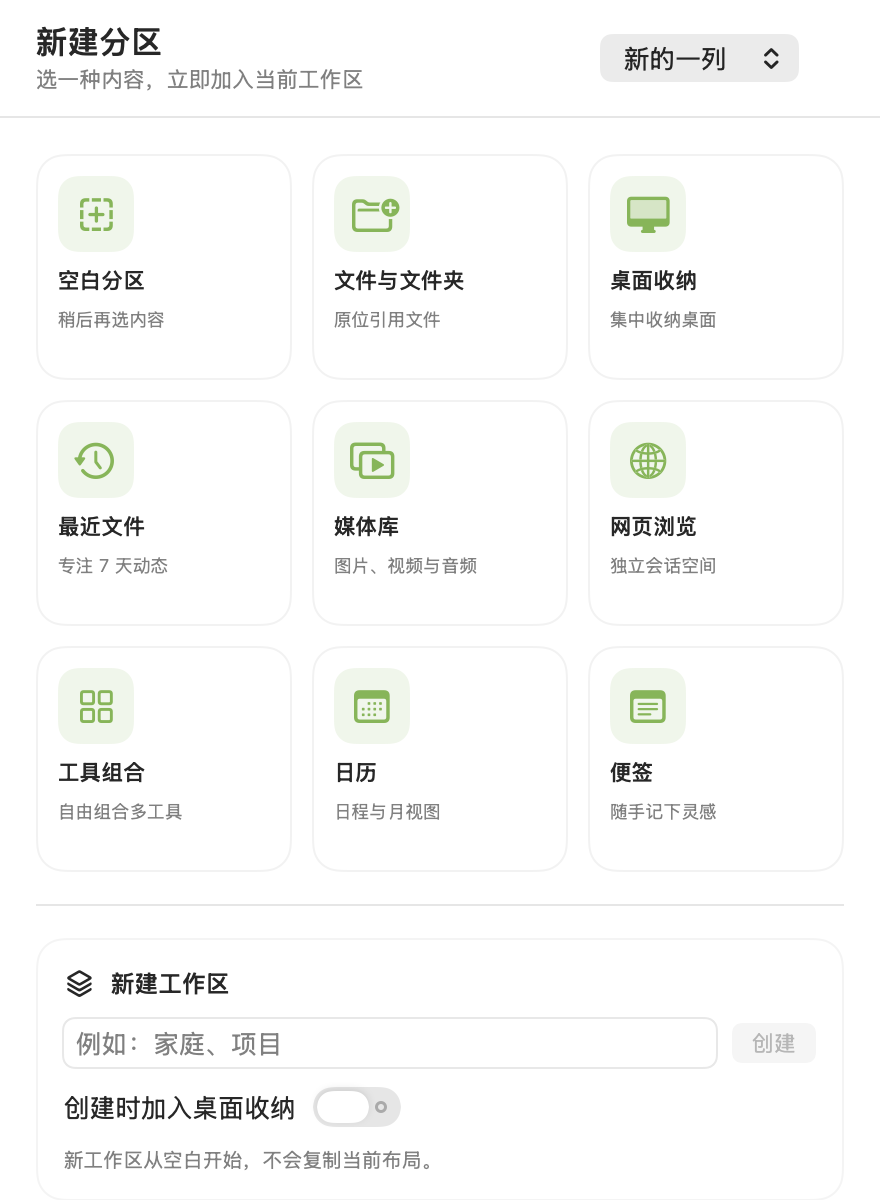 新建分区
选一种内容，立即加入当前工作区
新的一列
空白分区
稍后再选内容
文件与文件夹
原位引用文件
桌面收纳
集中收纳桌面
最近文件
专注 7 天动态
媒体库
图片、视频与音频
网页浏览
独立会话空间
工具组合
自由组合多工具
日历
日程与月视图
便签
随手记下灵感
新建工作区
例如：家庭、项目
创建
创建时加入桌面收纳
新工作区从空白开始，不会复制当前布局。